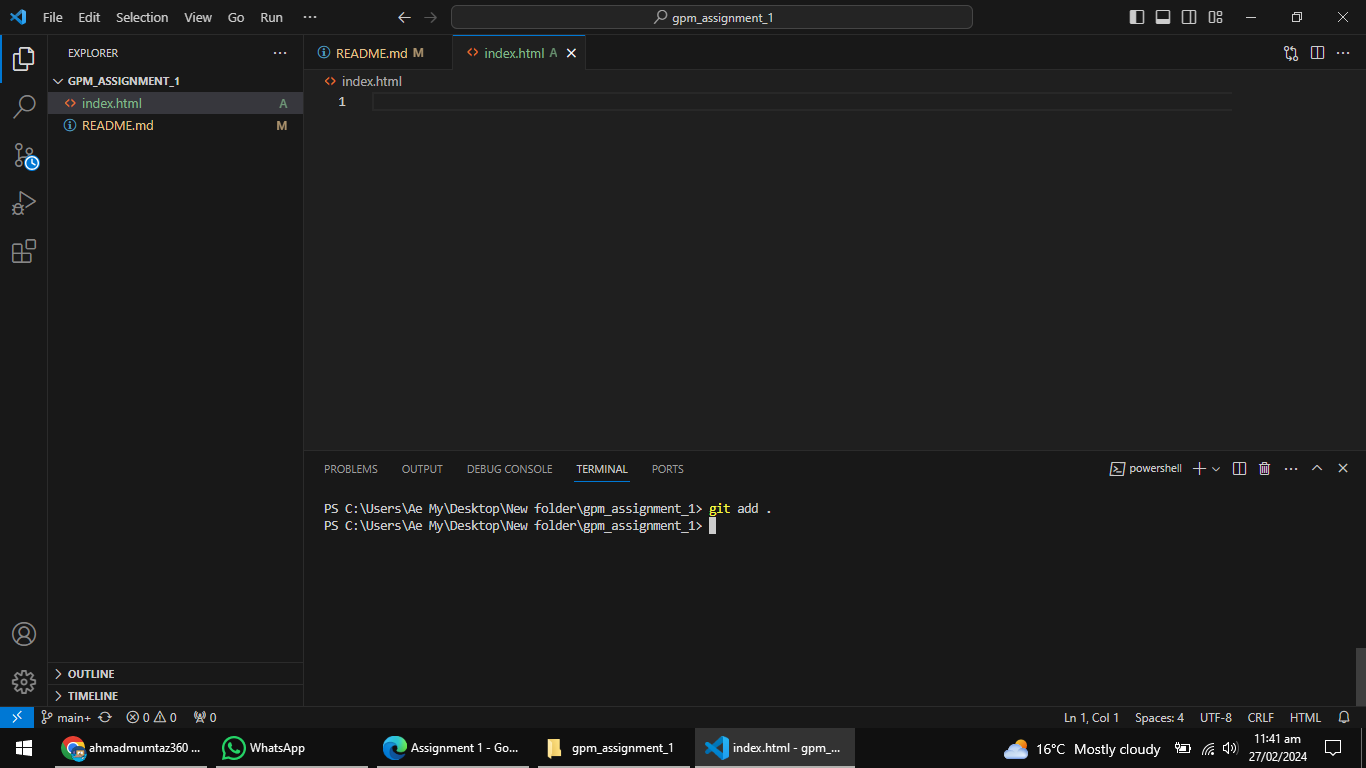 File Edit Selection View Go Run ···
gpm_assignment_1
EXPLORER ···
GPM_ASSIGNMENT_1
index.html A
README.md M
OUTLINE
TIMELINE
README.md M
index.html A
index.html
1
PROBLEMS OUTPUT DEBUG CONSOLE TERMINAL PORTS
powershell
PS C:\Users\Ae My\Desktop\New folder\gpm_assignment_1> git add .
PS C:\Users\Ae My\Desktop\New folder\gpm_assignment_1>
main+ 0 0 0
Ln 1, Col 1 Spaces: 4 UTF-8 CRLF HTML
ahmadmumtaz360 ...
WhatsApp
Assignment 1 - Go...
gpm_assignment_1
index.html - gpm_...
16°C Mostly cloudy
11:41 am
27/02/2024